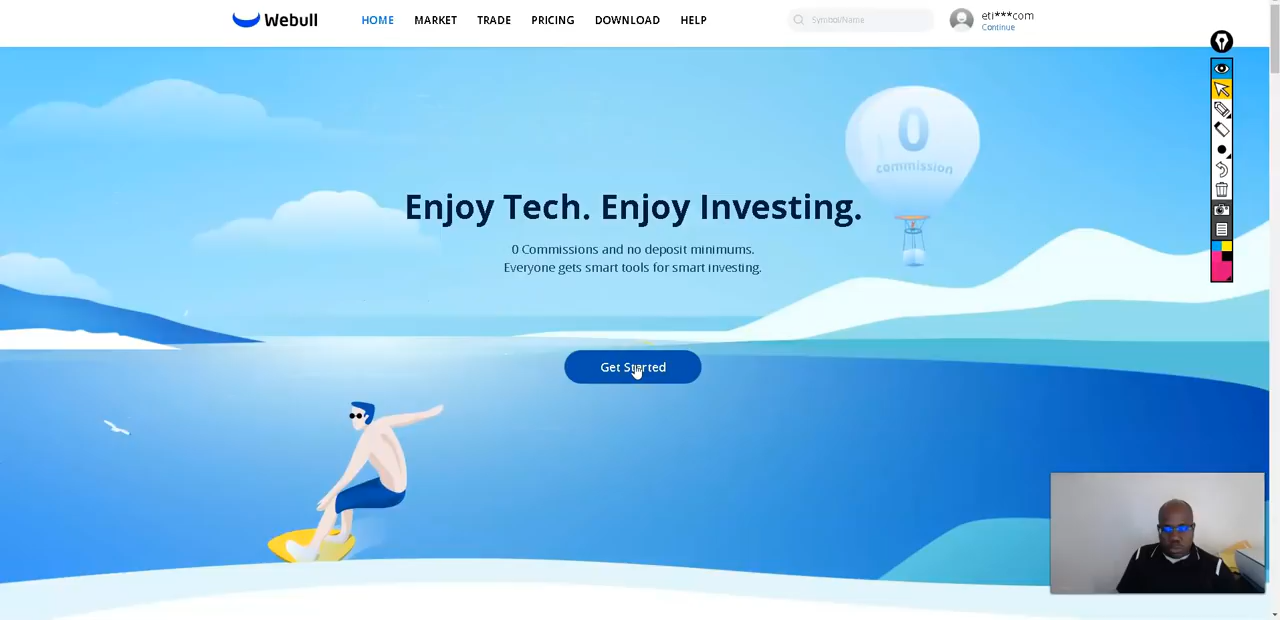 Webull
HOME MARKET TRADE PRICING DOWNLOAD HELP
Symbol/Name
eti***com
Continue
0
commission
Enjoy Tech. Enjoy Investing.
0 Commissions and no deposit minimums.
Everyone gets smart tools for smart investing.
Get Started